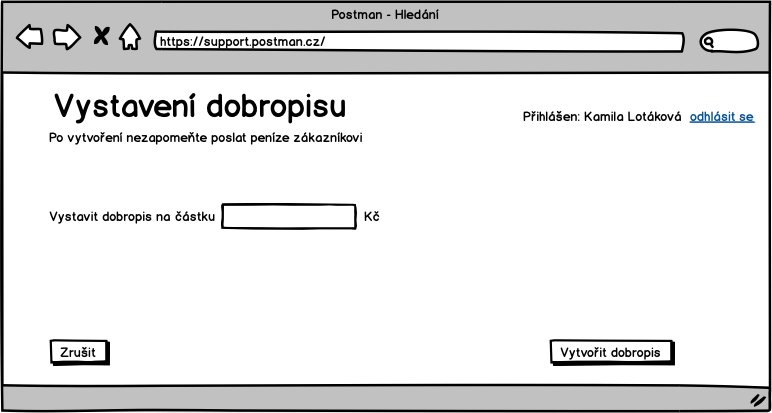 Postman - Hledání
https://support.postman.cz/
Vystavení dobropisu
Přihlášen: Kamila Lotáková odhlásit se
Po vytvoření nezapomeňte poslat peníze zákazníkovi
Vystavit dobropis na částku Kč
Zrušit Vytvořit dobropis